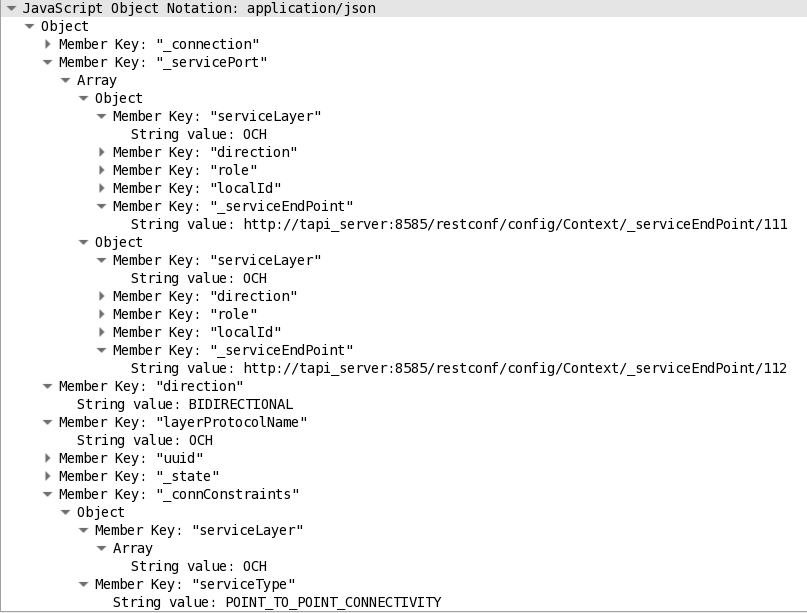 JavaScript Object Notation: application/json
Object
Member Key: "_connection"
Member Key: "_servicePort"
Array
Object
Member Key: "serviceLayer"
String value: OCH
Member Key: "direction"
Member Key: "role"
Member Key: "localId"
Member Key: "_serviceEndPoint"
String value: http://tapi_server:8585/restconf/config/Context/_serviceEndPoint/111
Object
Member Key: "serviceLayer"
String value: OCH
Member Key: "direction"
Member Key: "role"
Member Key: "localId"
Member Key: "_serviceEndPoint"
String value: http://tapi_server:8585/restconf/config/Context/_serviceEndPoint/112
Member Key: "direction"
String value: BIDIRECTIONAL
Member Key: "layerProtocolName"
String value: OCH
Member Key: "uuid"
Member Key: "_state"
Member Key: "_connConstraints"
Object
Member Key: "serviceLayer"
Array
String value: OCH
Member Key: "serviceType"
String value: POINT_TO_POINT_CONNECTIVITY